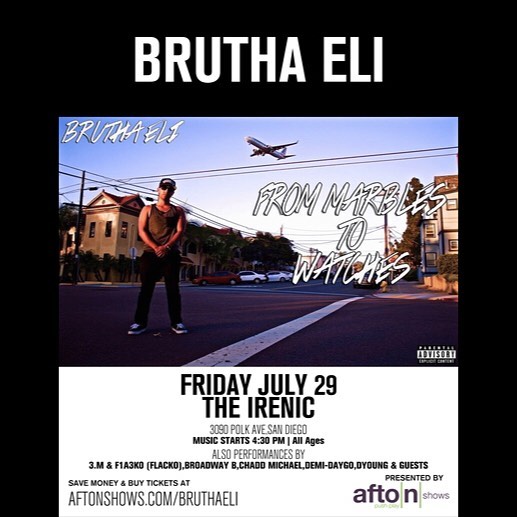 BRUTHA ELI
BRUTHA ELI
FROM MARBLES
TO
WATCHES
PARENTAL
ADVISORY
EXPLICIT CONTENT
FRIDAY JULY 29
THE IRENIC
3090 POLK AVE,SAN DIEGO
MUSIC STARTS 4:30 PM | All Ages
ALSO PERFORMANCES BY
3.M & F1A3KO (FLACKO),BROADWAY B,CHADD MICHAEL,DEMI-DAYGO,DYOUNG & GUESTS
SAVE MONEY & BUY TICKETS AT
AFTONSHOWS.COM/BRUTHAELI
PRESENTED BY
afto|n| shows